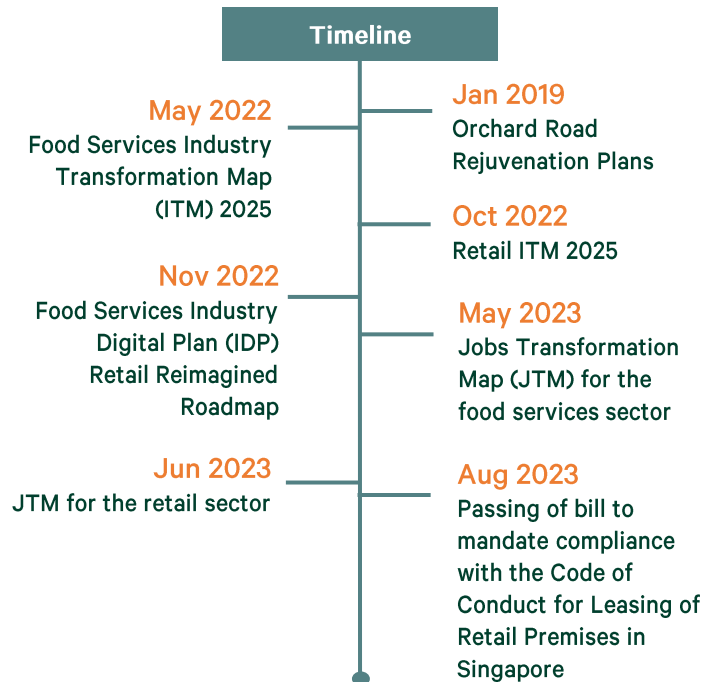 Timeline
Jan 2019
Orchard Road
Rejuvenation Plans
May 2022
Food Services Industry
Transformation Map
(ITM) 2025
Oct 2022
Retail ITM 2025
Nov 2022
Food Services Industry
Digital Plan (IDP)
Retail Reimagined
Roadmap
May 2023
Jobs Transformation
Map (JTM) for the
food services sector
Jun 2023
JTM for the retail sector
Aug 2023
Passing of bill to
mandate compliance
with the Code of
Conduct for Leasing of
Retail Premises in
Singapore